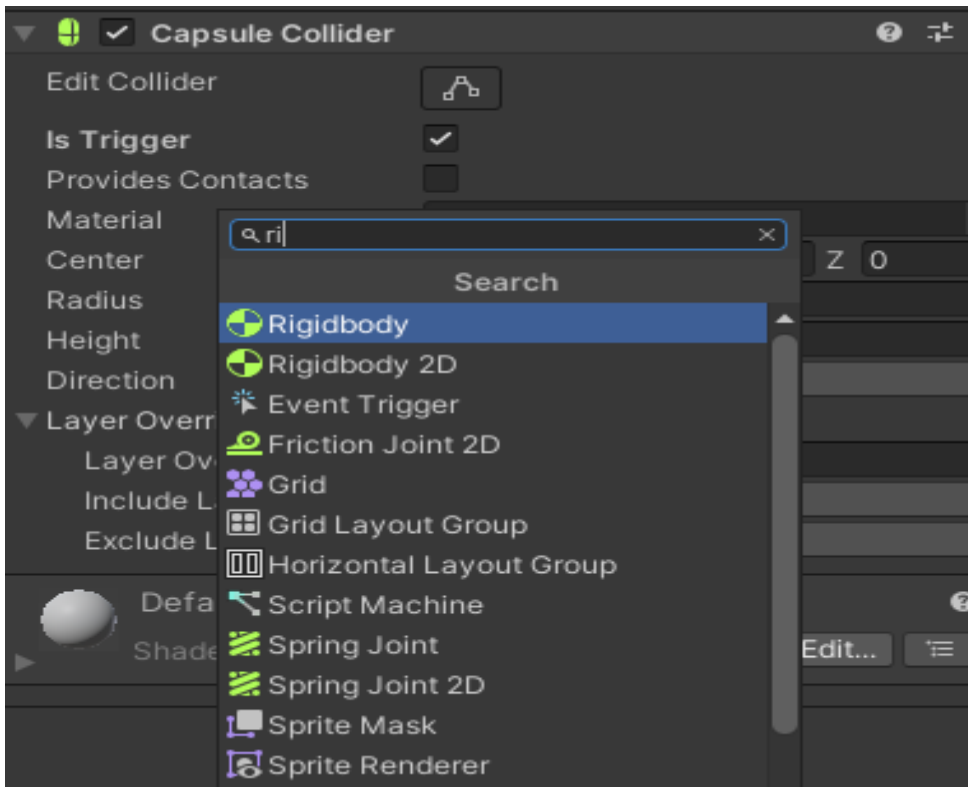 Capsule Collider
Edit Collider
Is Trigger
Provides Contacts
Material
ri
Center
Z 0
Search
Radius
Rigidbody
Height
Rigidbody 2D
Direction
Event Trigger
Layer Overr
Friction Joint 2D
Layer Ov
Grid
Include L
Grid Layout Group
Exclude L
Horizontal Layout Group
Defa
Script Machine
Shade
Spring Joint
Edit...
Spring Joint 2D
Sprite Mask
Sprite Renderer